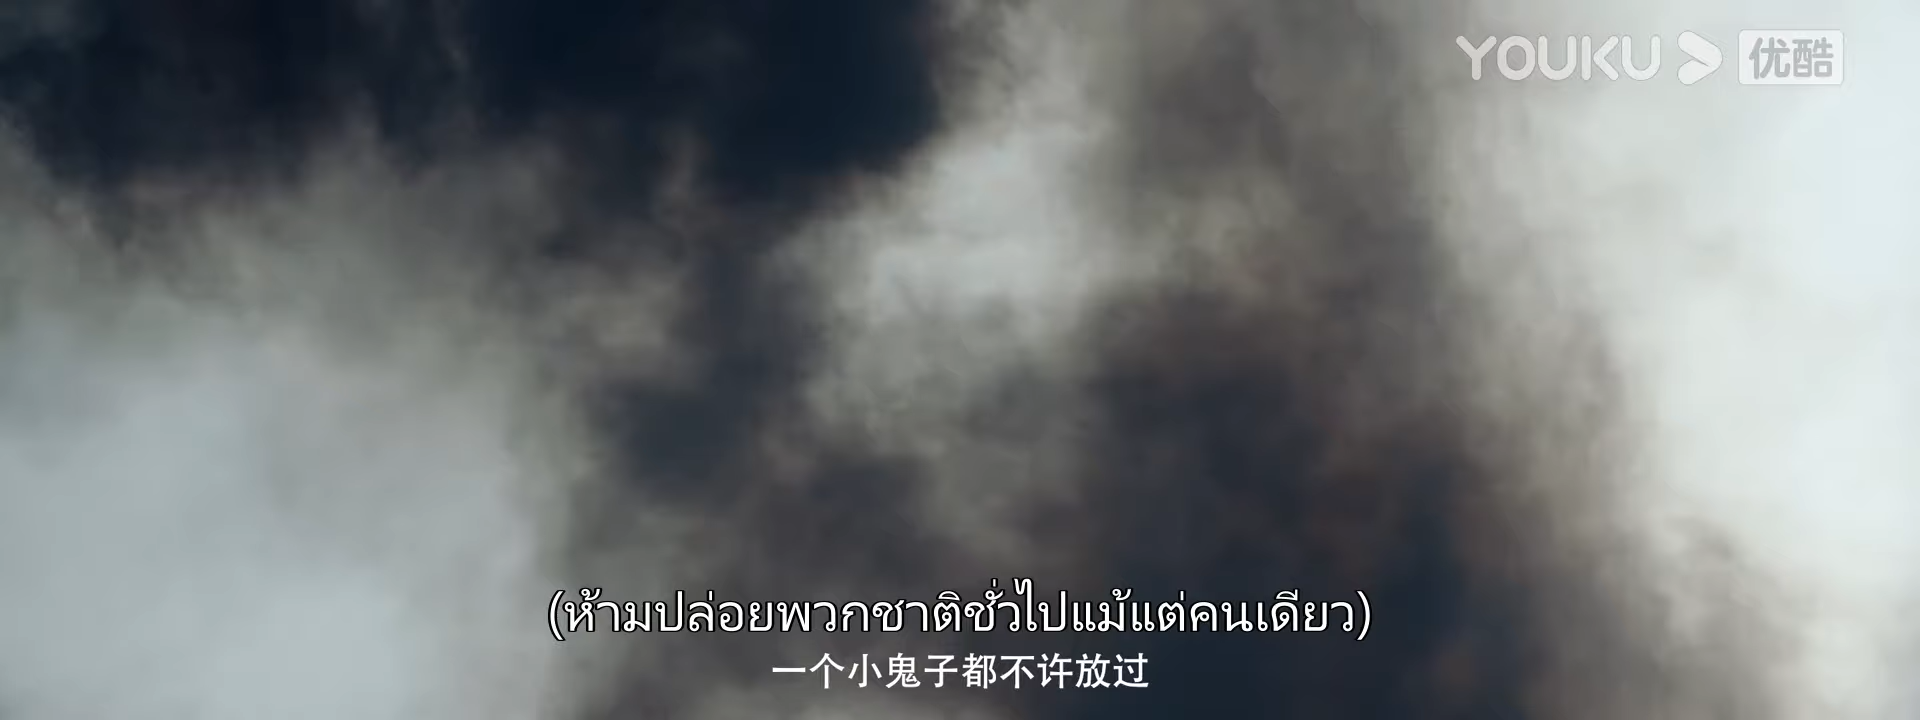 YOUKU 优酷
(ห้ามปล่อยพวกชาติชั่วไปแม้แต่คนเดียว)
一个小鬼子都不许放过